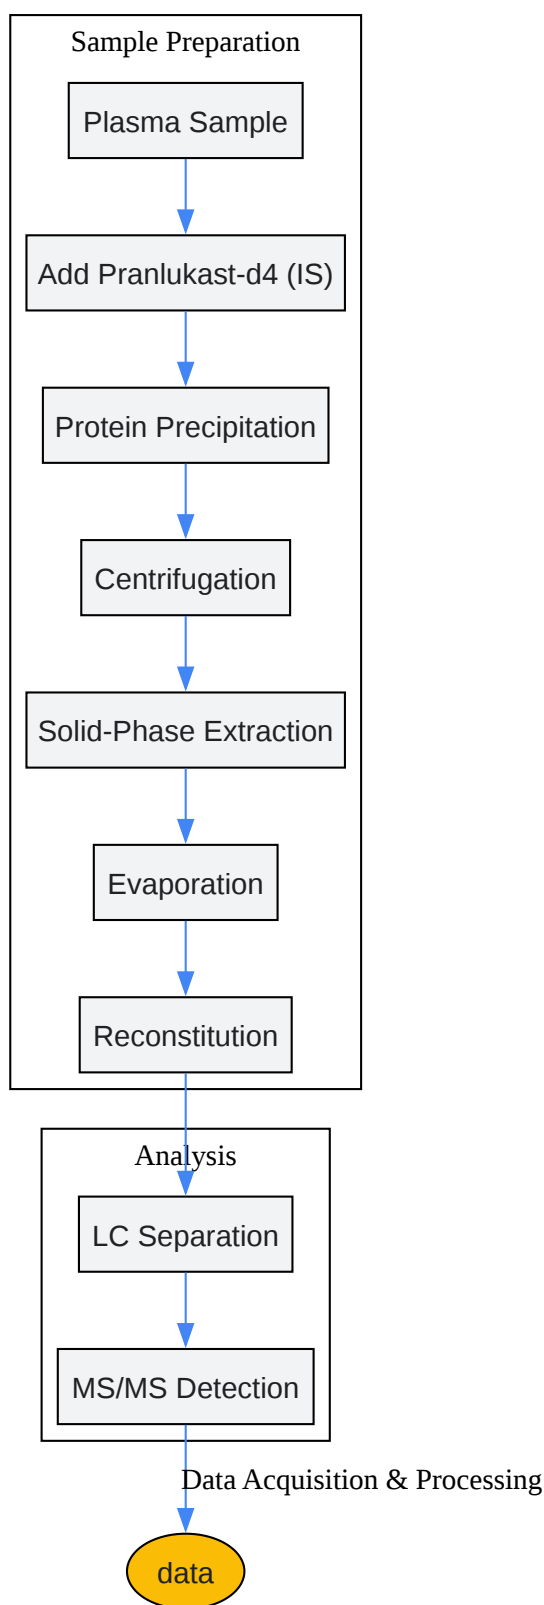 Sample Preparation
Plasma Sample
Add Pranlukast-d4 (IS)
Protein Precipitation
Centrifugation
Solid-Phase Extraction
Evaporation
Reconstitution
Analysis
LC Separation
MS/MS Detection
Data Acquisition & Processing
data